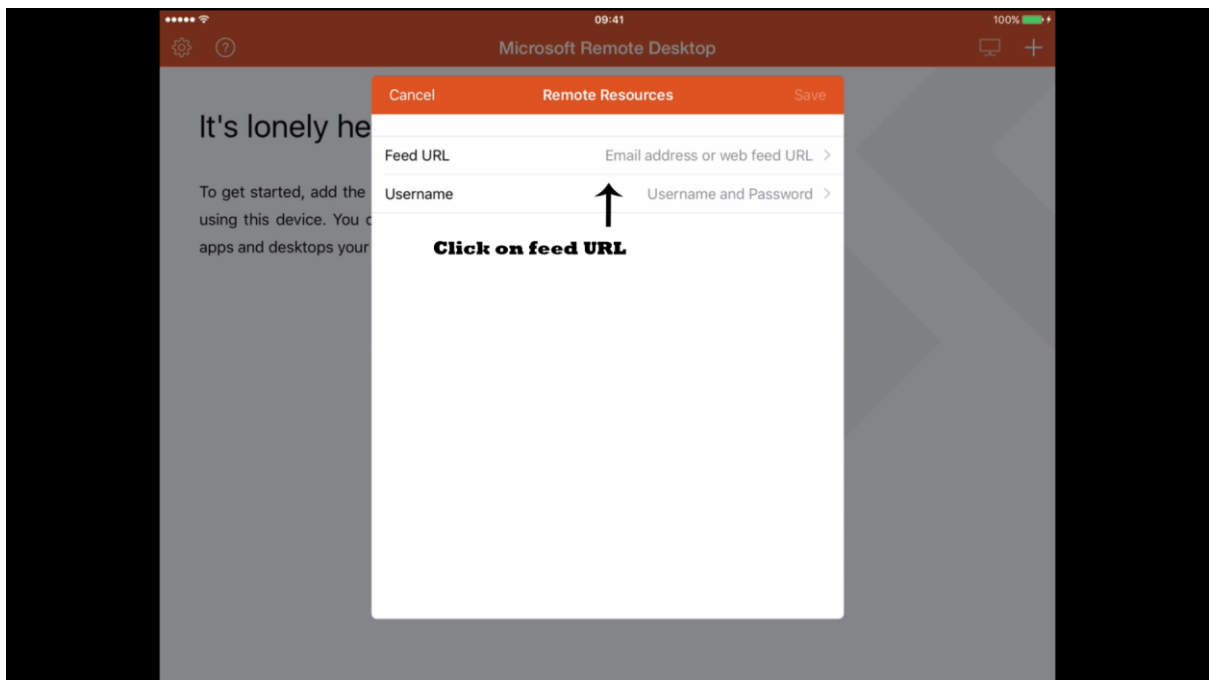 09:41
100%
Microsoft Remote Desktop
Cancel
Remote Resources
Save
It's lonely he
Feed URL
Email address or web feed URL
To get started, add the
Username
Username and Password
using this device. You
apps and desktops your
Click on feed URL